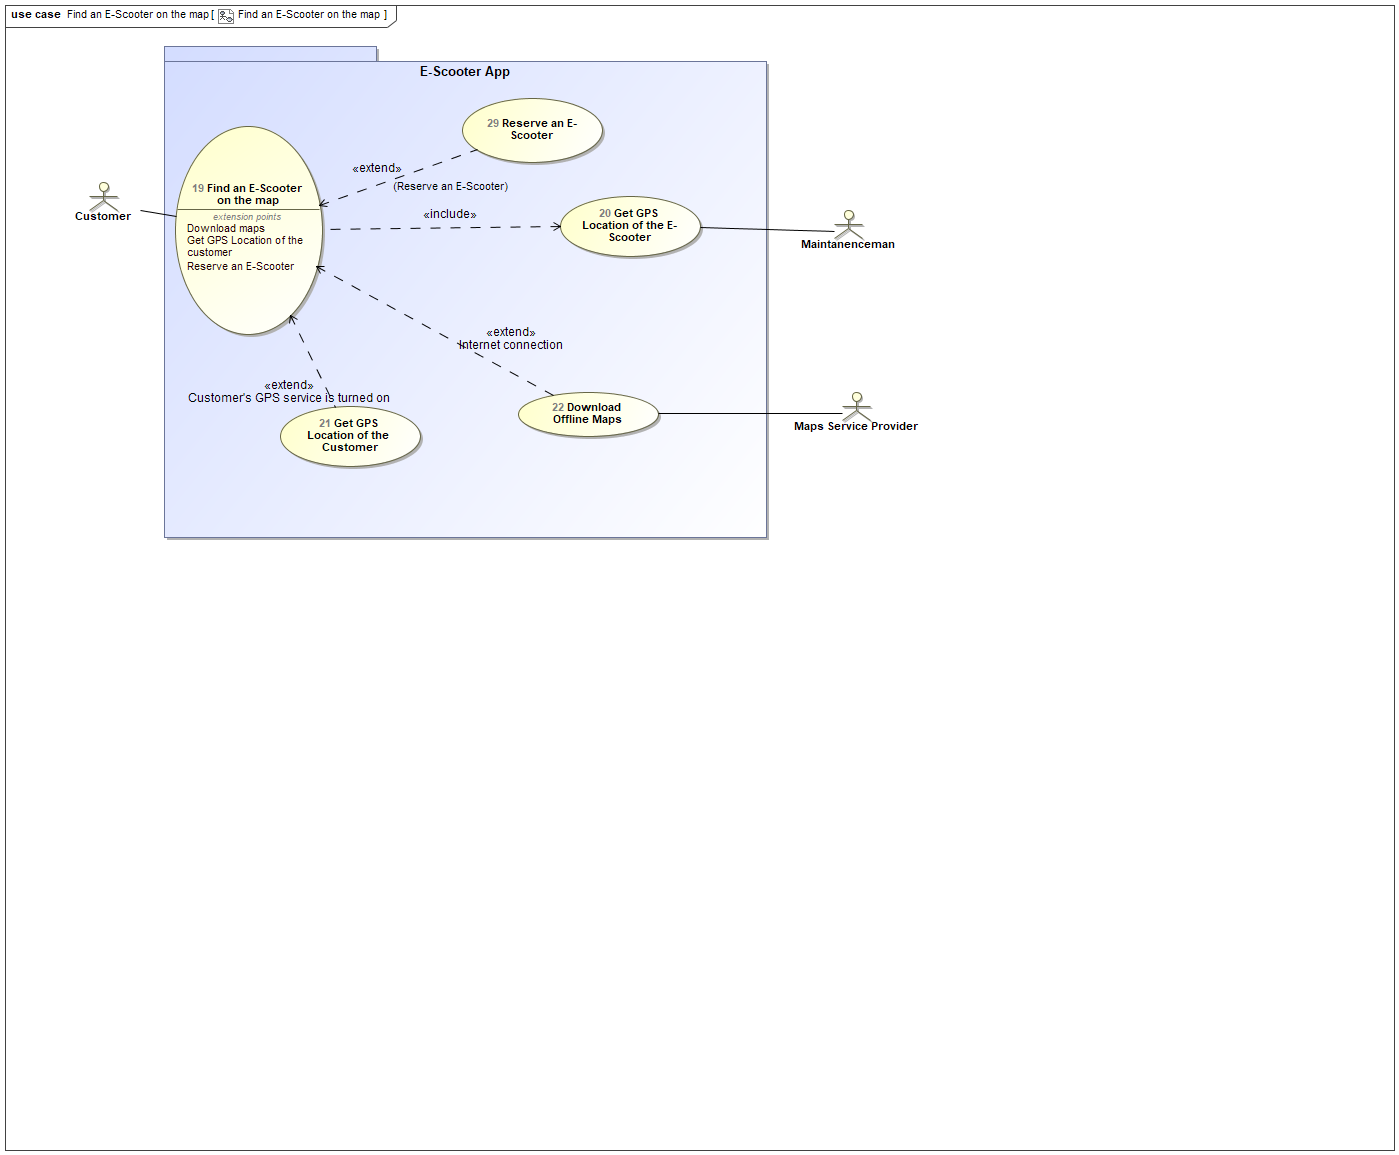 use case Find an E-Scooter on the map [ Find an E-Scooter on the map ]
E-Scooter App
29 Reserve an E-
Scooter
«extend»
(Reserve an E-Scooter)
19 Find an E-Scooter
on the map
extension points
Download maps
Get GPS Location of the
customer
Reserve an E-Scooter
Customer
«include»
20 Get GPS
Location of the E-
Scooter
Maintanenceman
«extend»
Internet connection
«extend»
Customer's GPS service is turned on
21 Get GPS
Location of the
Customer
22 Download
Offline Maps
Maps Service Provider